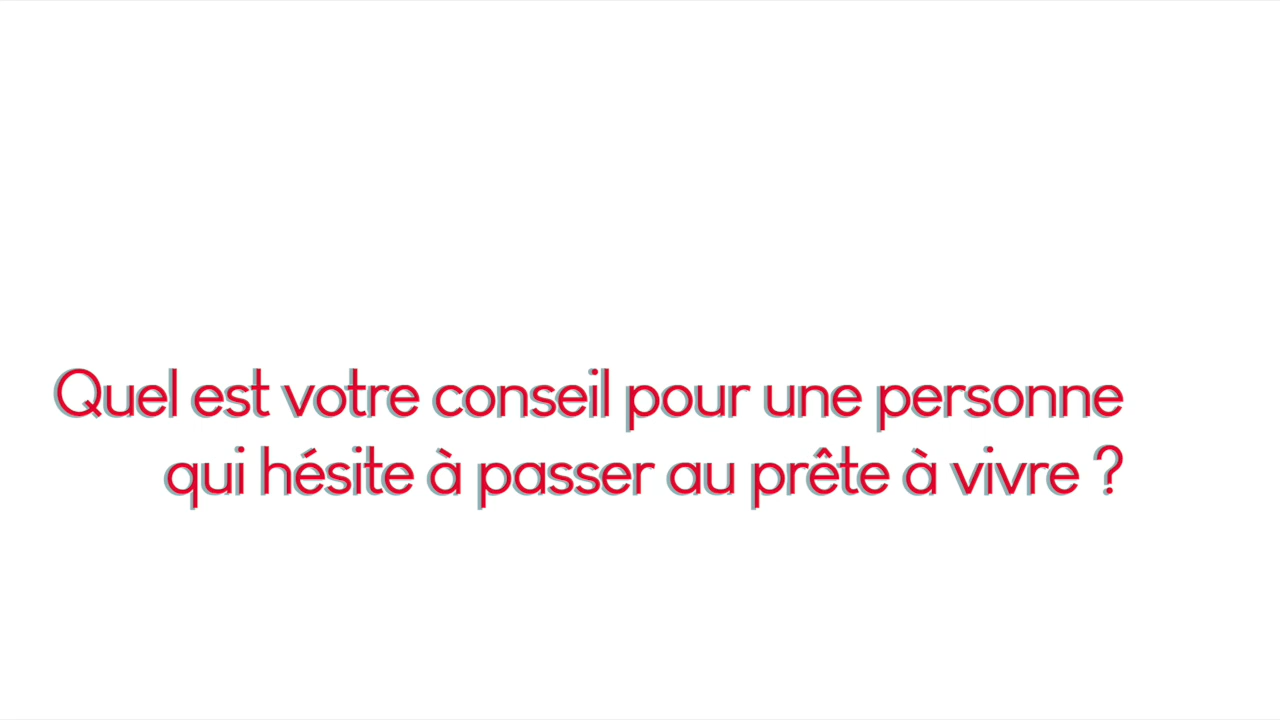 Quel est votre conseil pour une personne
qui hésite à passer au prête à vivre ?